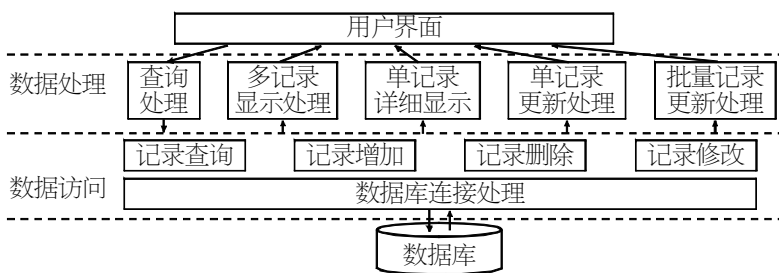 用户界面
数据处理
查询
处理
多记录
显示处理
单记录
详细显示
单记录
更新处理
批量记录
更新处理
数据访问
记录查询
记录增加
记录删除
记录修改
数据库连接处理
数据库